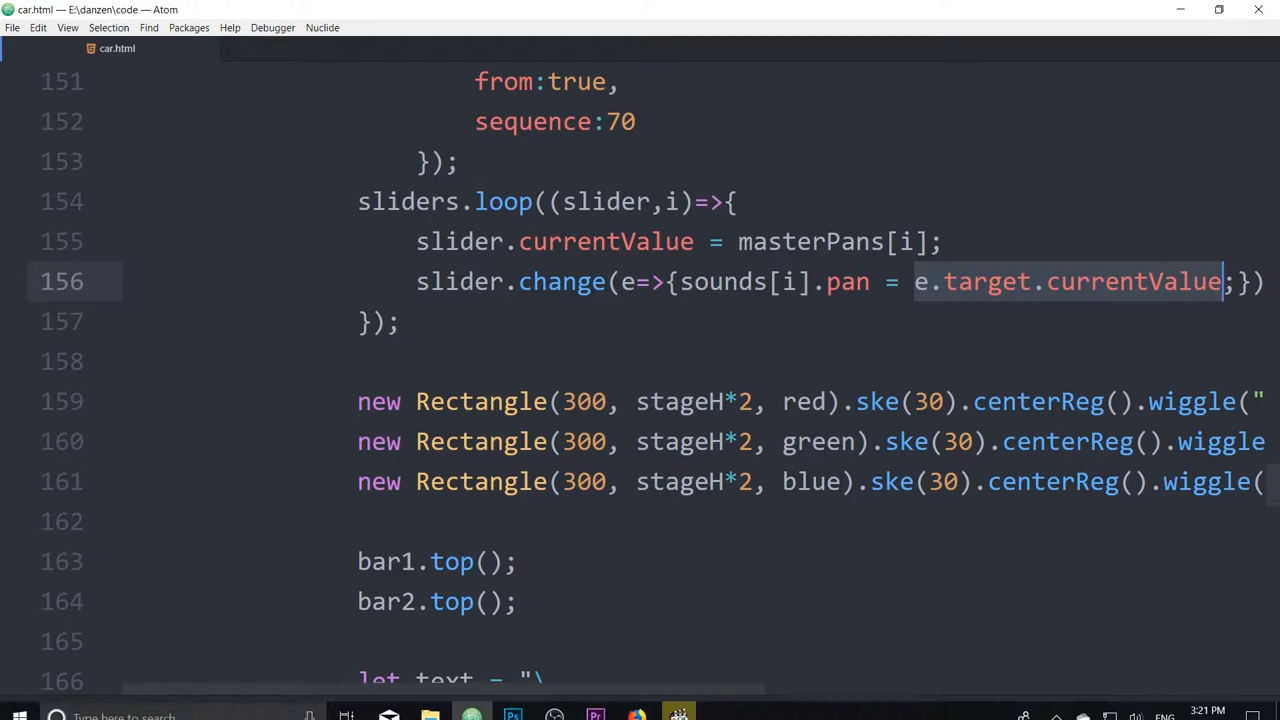 car.html — E:\danzen\code — Atom
File Edit View Selection Find Packages Help Debugger Nuclide
car.html
151 from:true,
152 sequence:70
153 });
154 sliders.loop((slider,i)=>{
155 slider.currentValue = masterPans[i];
156 slider.change(e=>{sounds[i].pan = e.target.currentValue;})
157 });
158
159 new Rectangle(300, stageH*2, red).ske(30).centerReg().wiggle("
160 new Rectangle(300, stageH*2, green).ske(30).centerReg().wiggle
161 new Rectangle(300, stageH*2, blue).ske(30).centerReg().wiggle(
162
163 bar1.top();
164 bar2.top();
165
166 let text = "\
Type here to search
ENG
3:21 PM